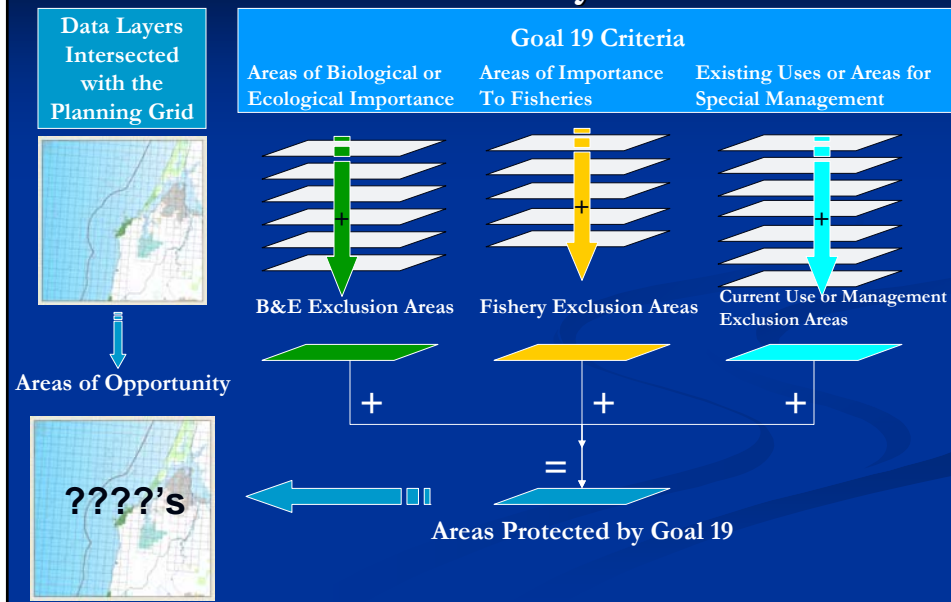 Data Layers
Intersected
with the
Planning Grid
Goal 19 Criteria
Areas of Biological or
Ecological Importance
Areas of Importance
To Fisheries
Existing Uses or Areas for
Special Management
+
+
+
B&E Exclusion Areas
Fishery Exclusion Areas
Current Use or Management
Exclusion Areas
Areas of Opportunity
+
+
+
=
????'s
Areas Protected by Goal 19